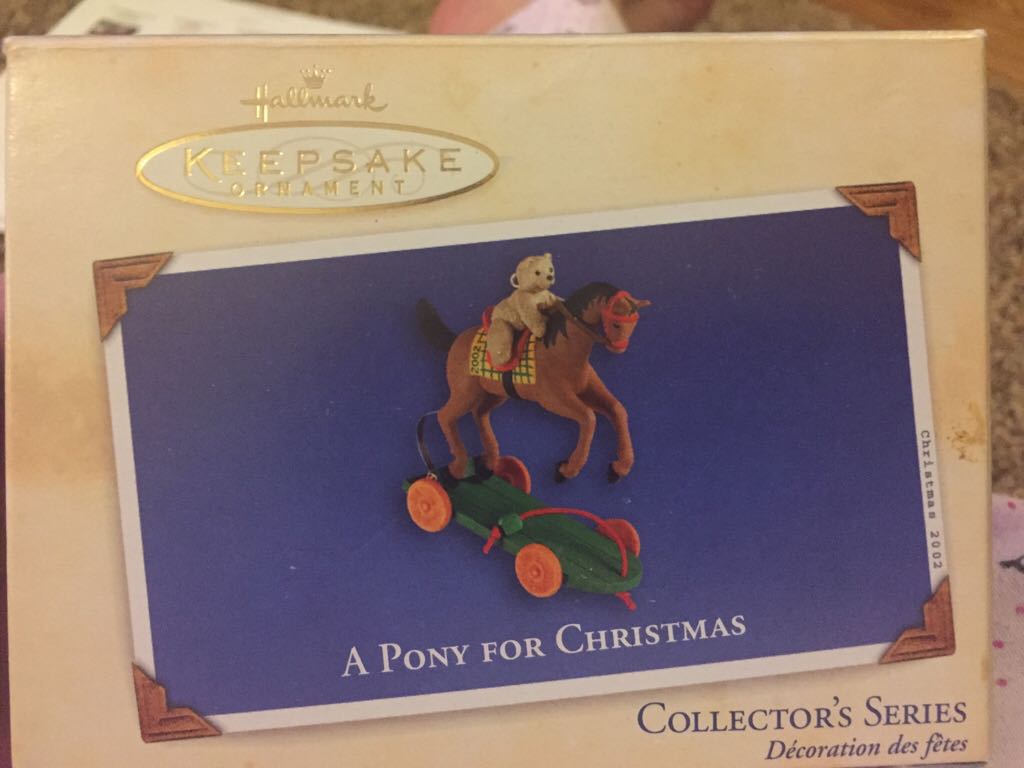 Hallmark
KEEPSAKE
ORNAMENT
2002
Christmas 2002
A PONY FOR CHRISTMAS
COLLECTOR'S SERIES
Décoration des fêtes